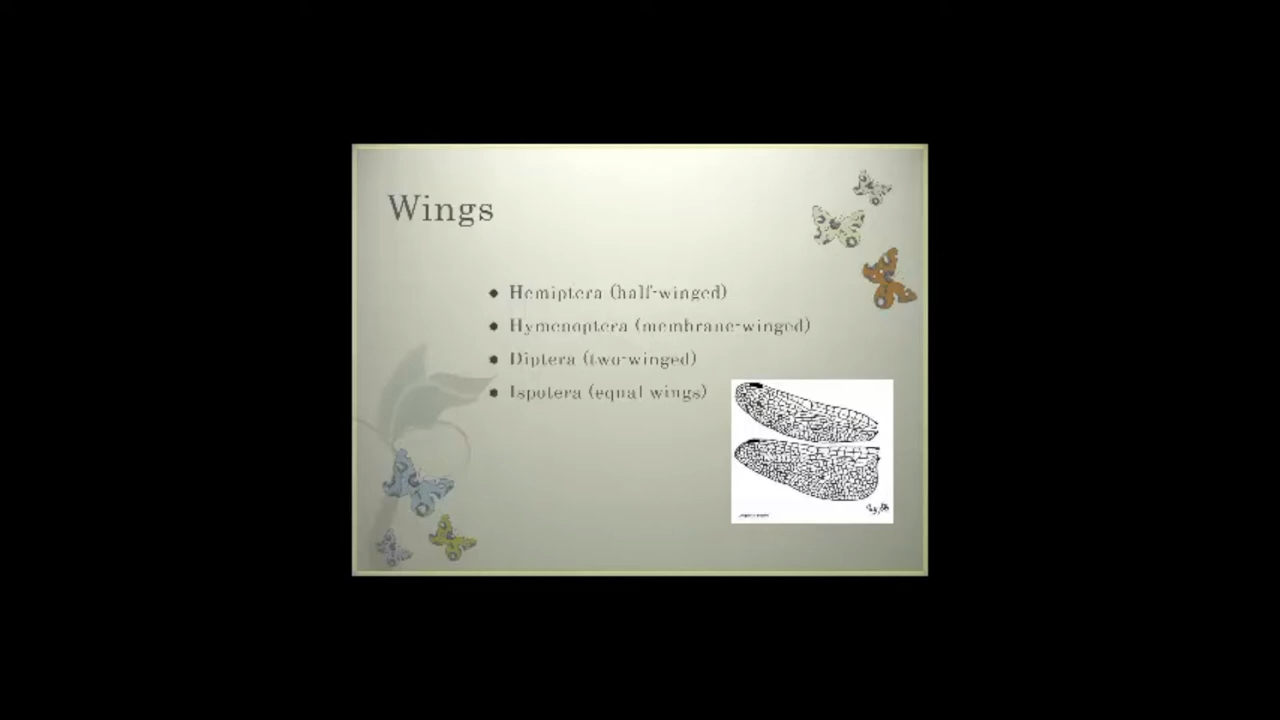 Wings
Hemiptera (half-winged)
Hymenoptera (membrane-winged)
Diptera (two-winged)
Ispotera (equal wings)